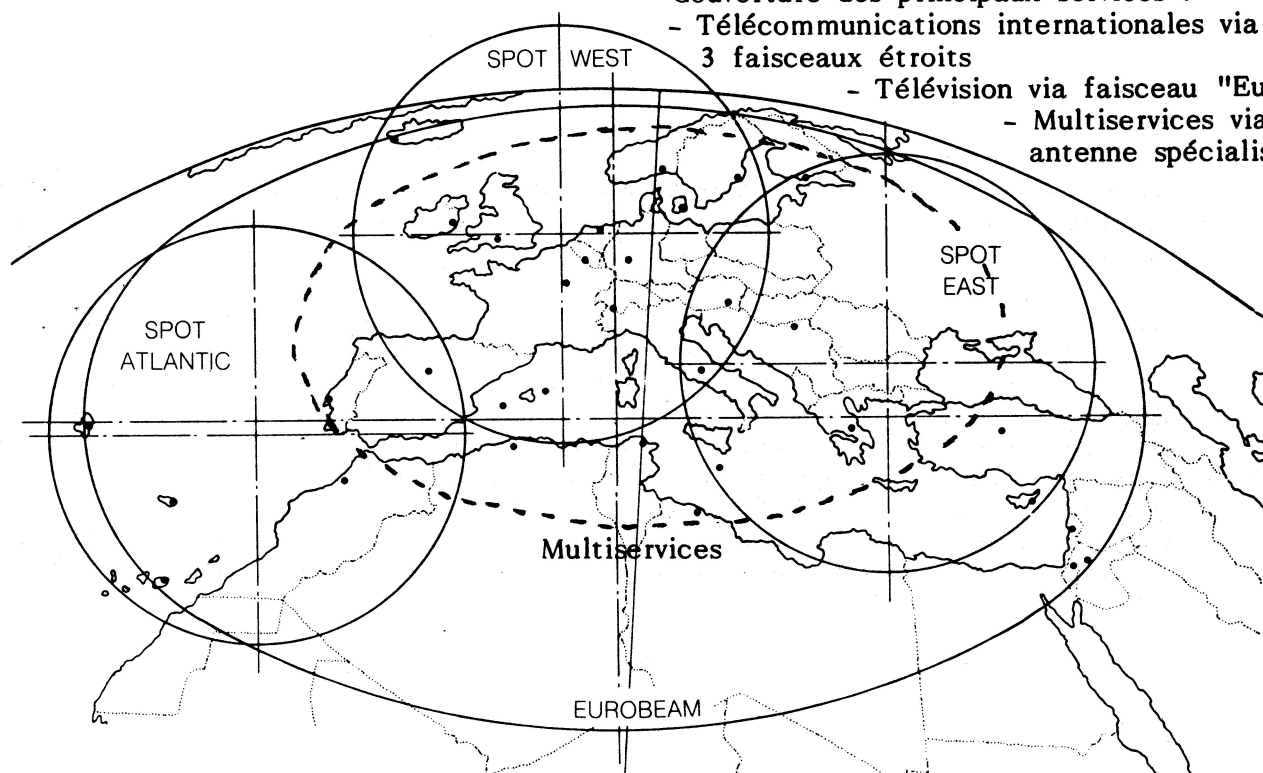 - Télécommunications internationales via
3 faisceaux étroits
- Télévision via faisceau "Eu
- Multiservices via
antenne spécialis
SPOT WEST
SPOT
EAST
SPOT
ATLANTIC
Multiservices
EUROBEAM